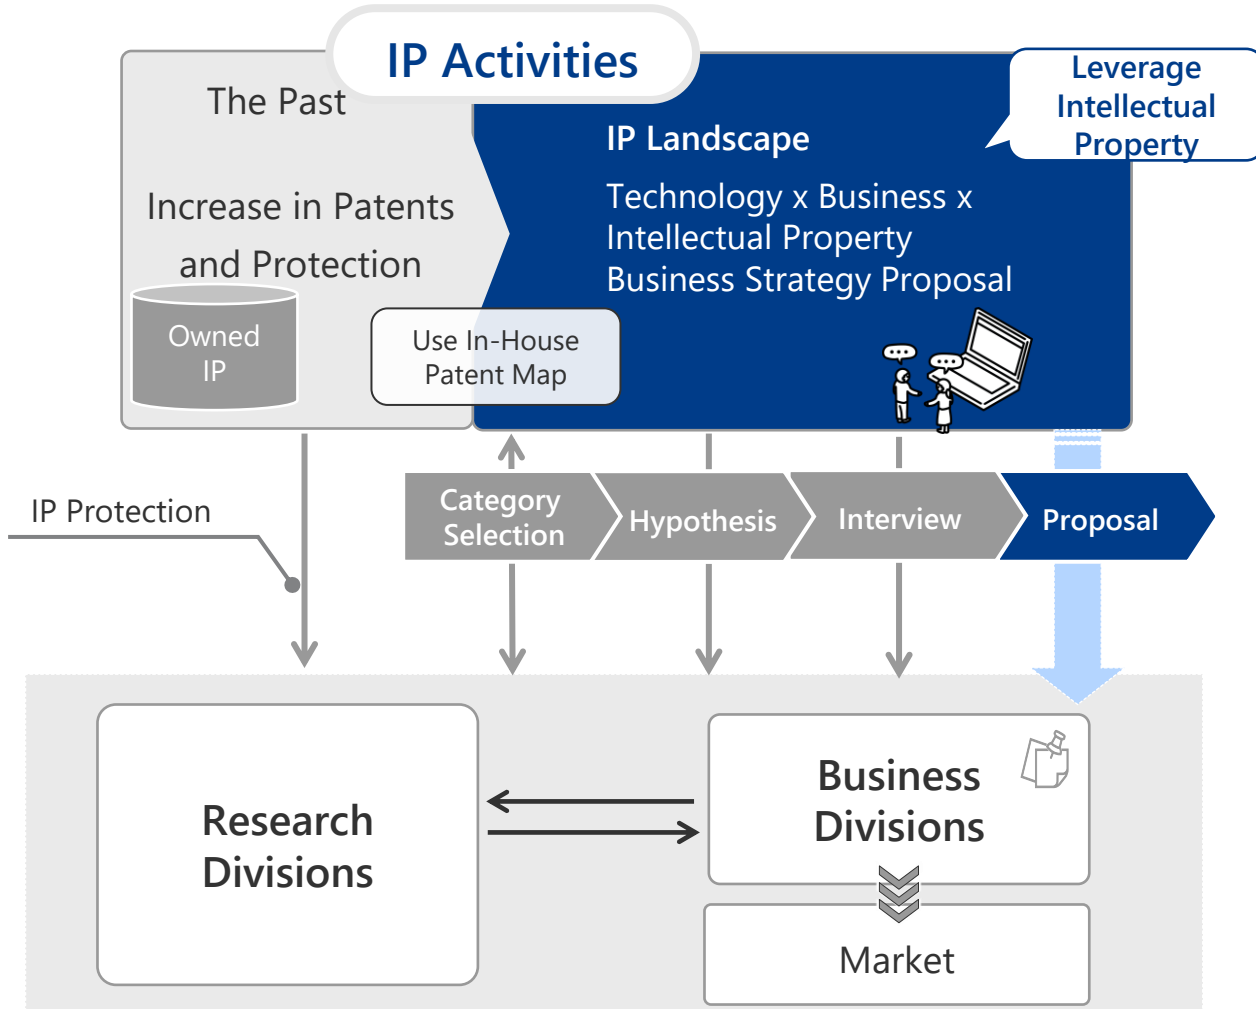 IP Activities
The Past
Increase in Patents
and Protection
Owned
IP
Use In-House
Patent Map
IP Landscape
Technology x Business x
Intellectual Property
Business Strategy Proposal
Leverage
Intellectual
Property
IP Protection
Category
Selection
Hypothesis
Interview
Proposal
Research
Divisions
Business
Divisions
Market